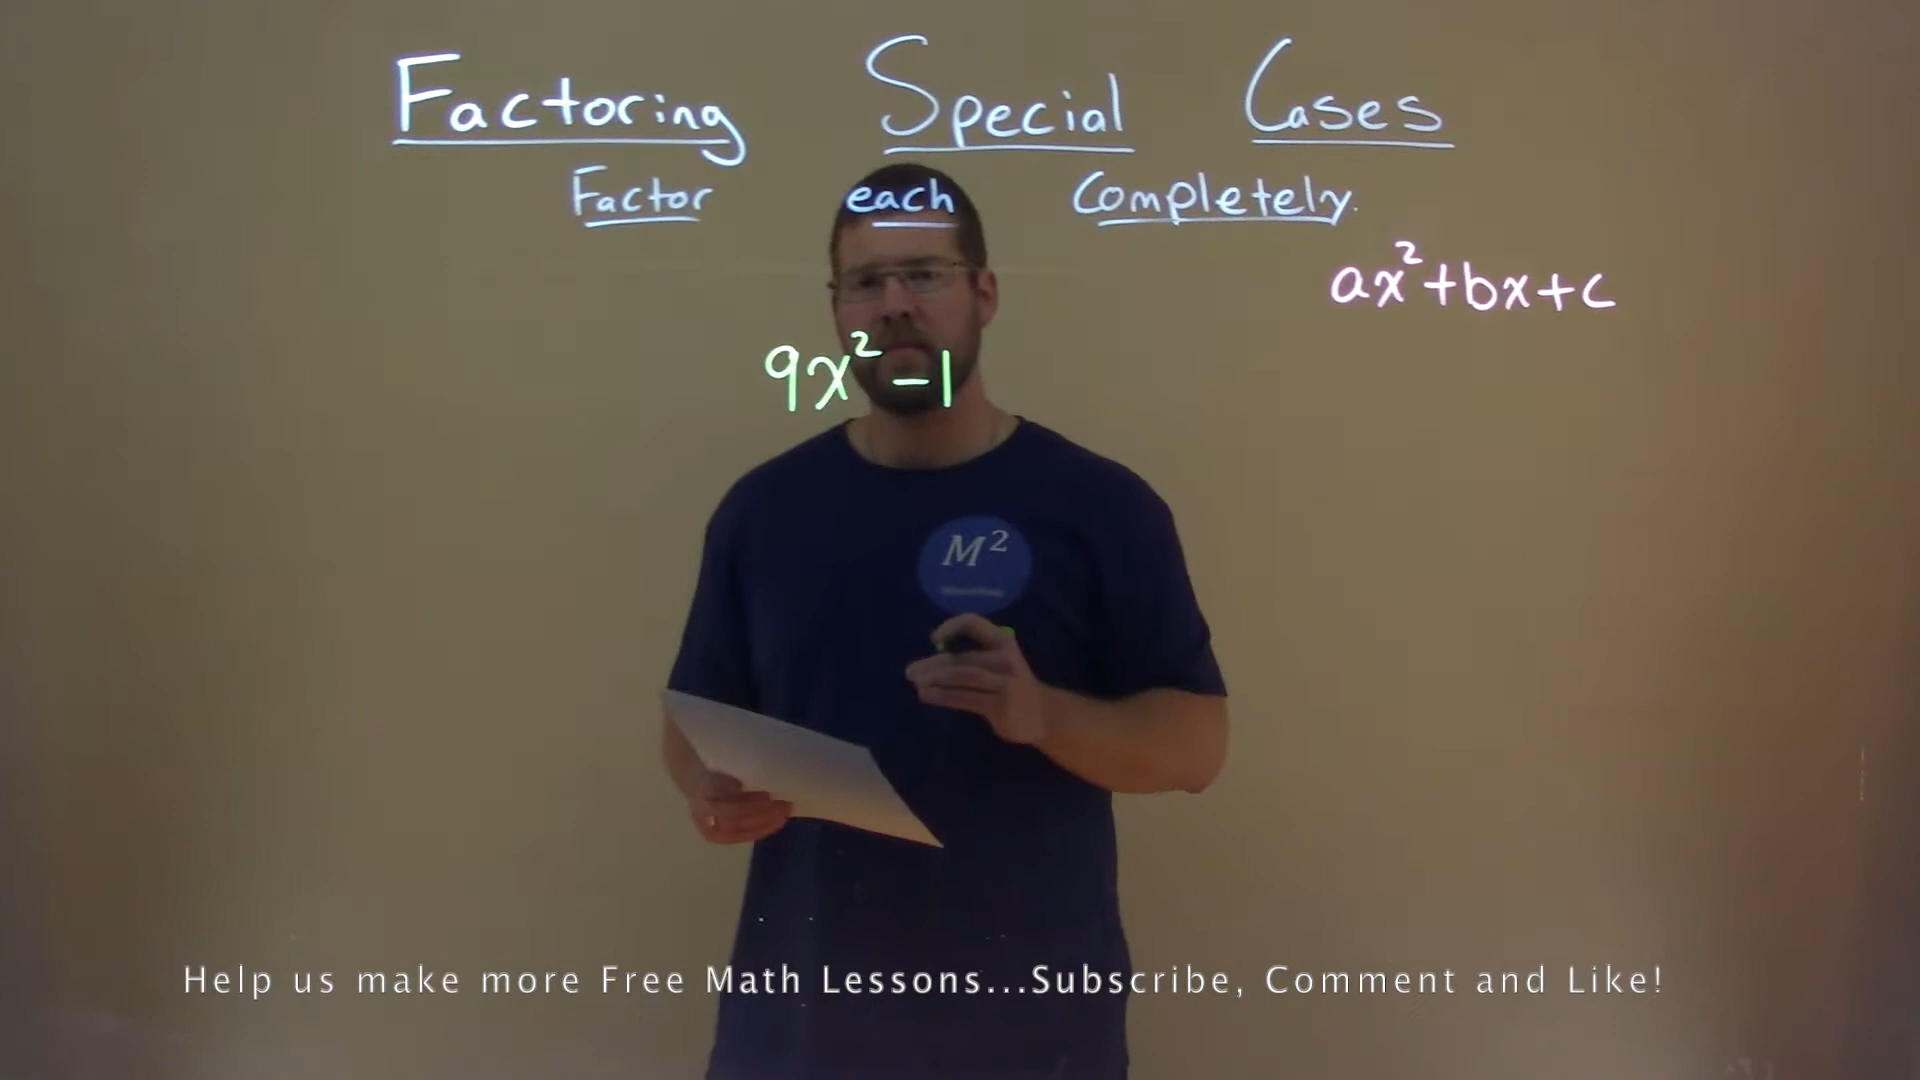 Factoring Special Cases
Factor each Completely.
ax²+bx+c
9x²-1
M²
Help us make more Free Math Lessons...Subscribe, Comment and Like!